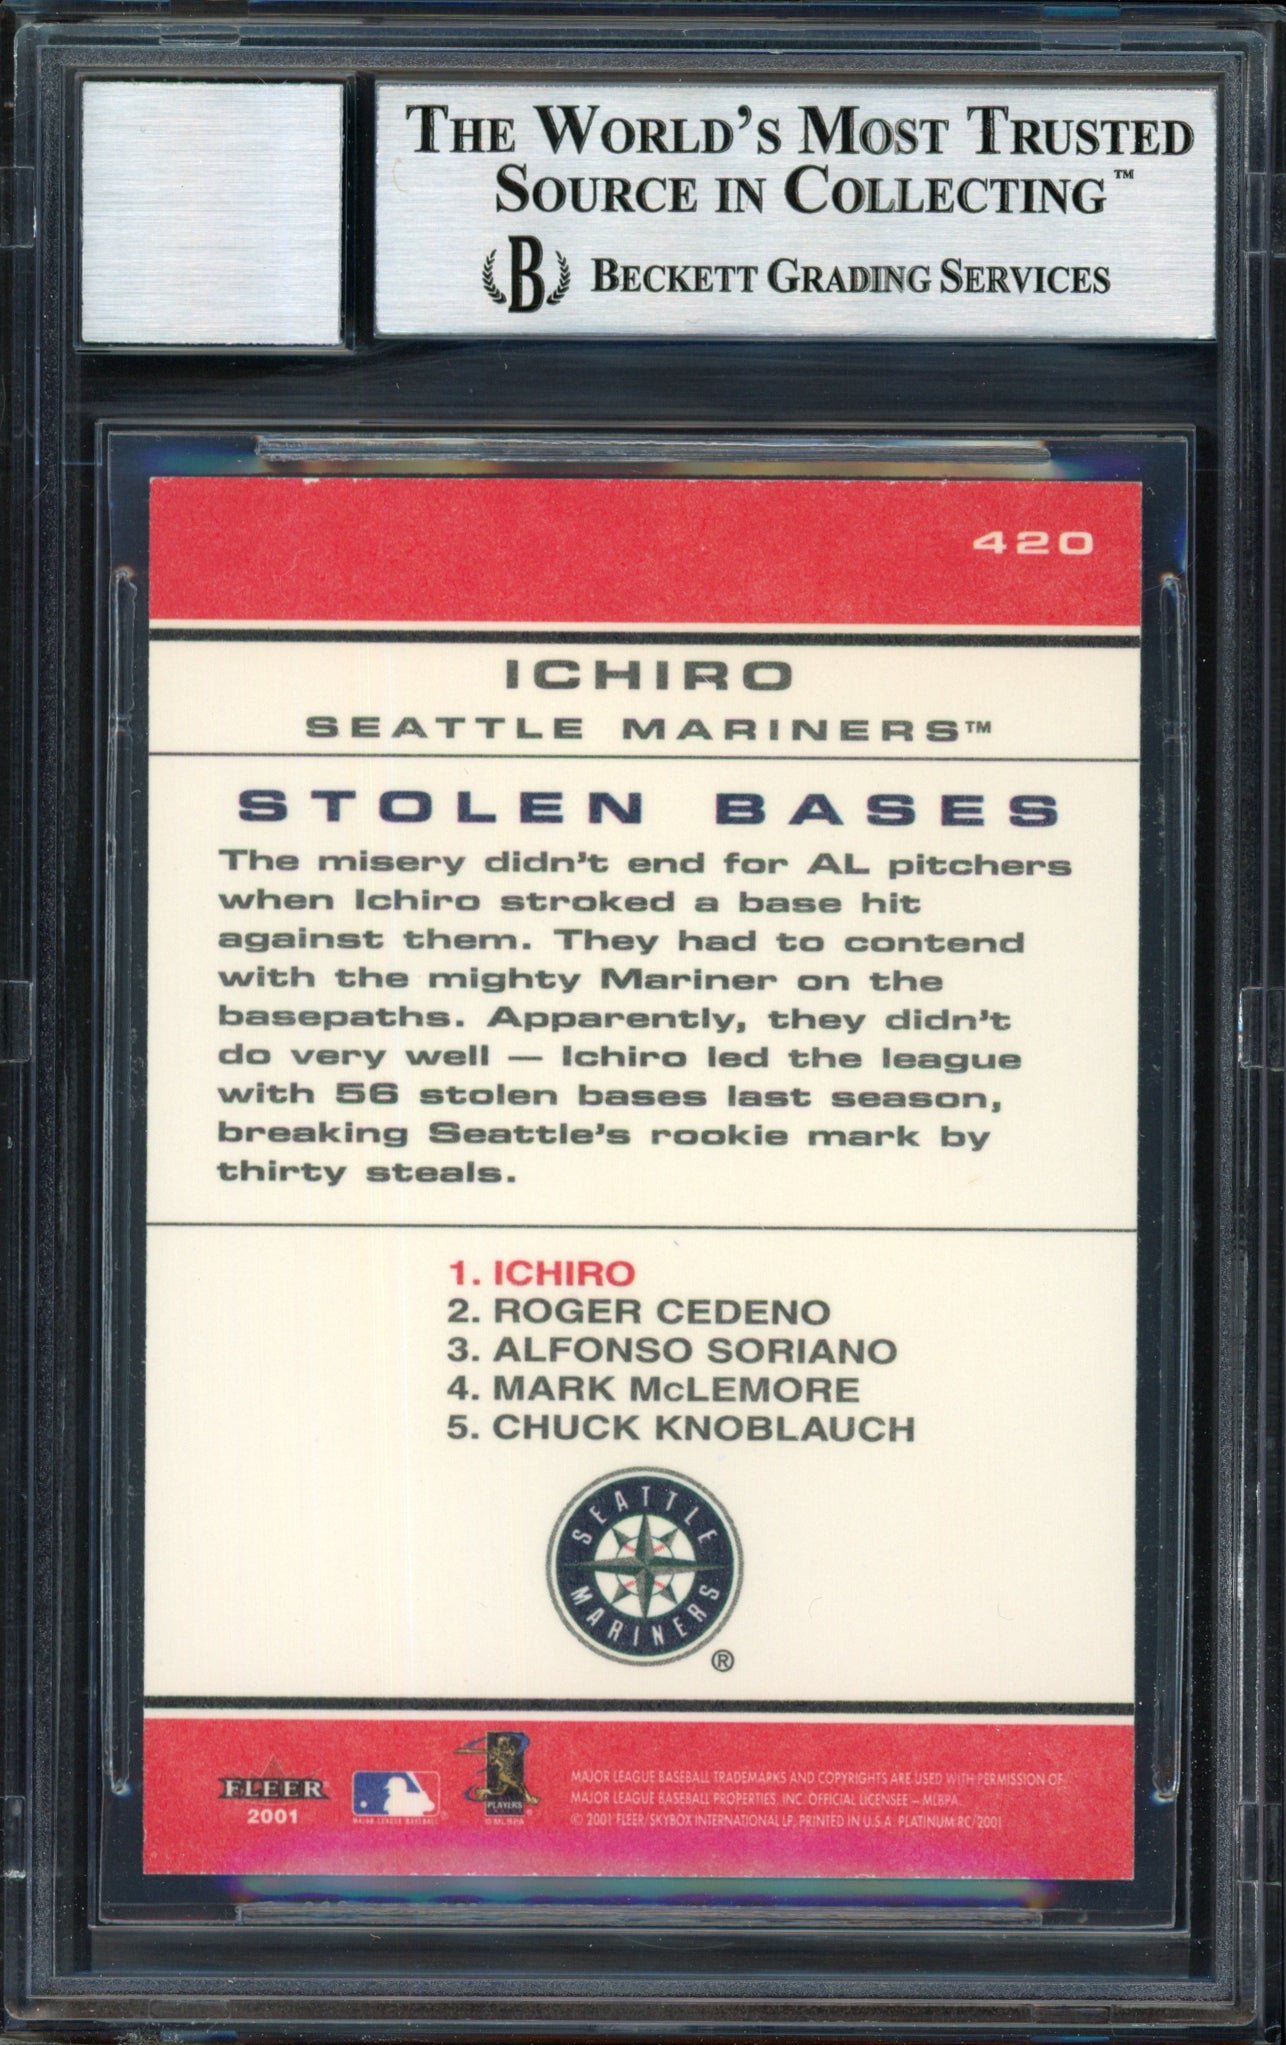 THE WORLD'S MOST TRUSTED
SOURCE IN COLLECTING™
B BECKETT GRADING SERVICES
420
ICHIRO
SEATTLE MARINERS™
STOLEN BASES
The misery didn't end for AL pitchers
when Ichiro stroked a base hit
against them. They had to contend
with the mighty Mariner on the
basepaths. Apparently, they didn't
do very well — Ichiro led the league
with 56 stolen bases last season,
breaking Seattle's rookie mark by
thirty steals.
1. ICHIRO
2. ROGER CEDENO
3. ALFONSO SORIANO
4. MARK McLEMORE
5. CHUCK KNOBLAUCH
SEATTLE
MARINERS
®
FLEER
2001
MAJOR LEAGUE BASEBALL
PLAYERS
© MLBPA
MAJOR LEAGUE BASEBALL TRADEMARKS AND COPYRIGHTS ARE USED WITH PERMISSION OF
MAJOR LEAGUE BASEBALL PROPERTIES, INC. OFFICIAL LICENSEE – MLBPA.
© 2001 FLEER/SKYBOX INTERNATIONAL LP, PRINTED IN U.S.A. PLATINUM RC/2001